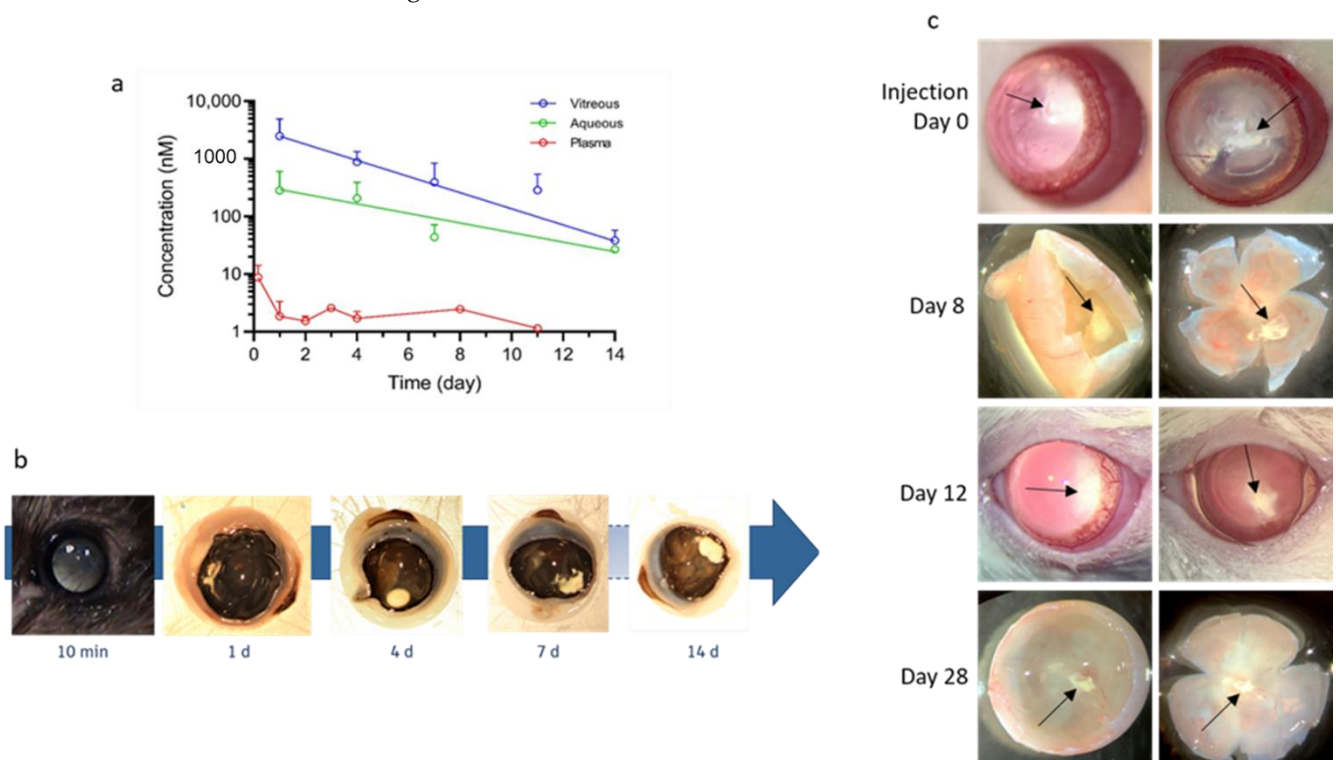 a
10,000
1000
100
10
1
Concentration (nM)
0 2 4 6 8 10 12 14
Time (day)
Vitreous
Aqueous
Plasma
b
10 min 1 d 4 d 7 d 14 d
c
Injection
Day 0
Day 8
Day 12
Day 28